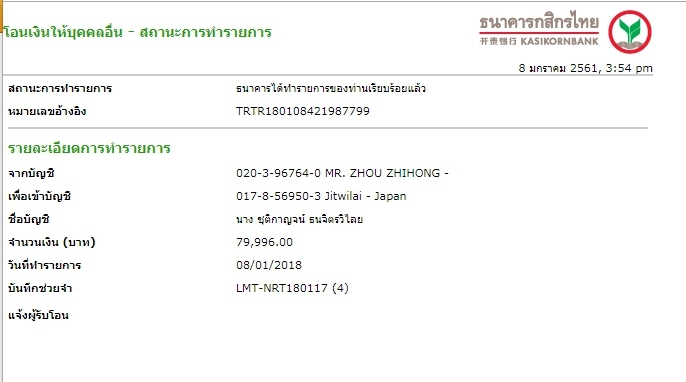 ธนาคารกสิกรไทย
开泰银行 KASIKORNBANK
โอนเงินให้บุคคลอื่น - สถานะการทำรายการ
8 มกราคม 2561, 3:54 pm
สถานะการทำรายการ ธนาคารได้ทำรายการของท่านเรียบร้อยแล้ว
หมายเลขอ้างอิง TRTR180108421987799
รายละเอียดการทำรายการ
จากบัญชี 020-3-96764-0 MR. ZHOU ZHIHONG -
เพื่อเข้าบัญชี 017-8-56950-3 Jitwilai - Japan
ชื่อบัญชี นาง ชุติกาญจน์ ธนจิตรวิไลย
จำนวนเงิน (บาท) 79,996.00
วันที่ทำรายการ 08/01/2018
บันทึกช่วยจำ LMT-NRT180117 (4)
แจ้งผู้รับโอน